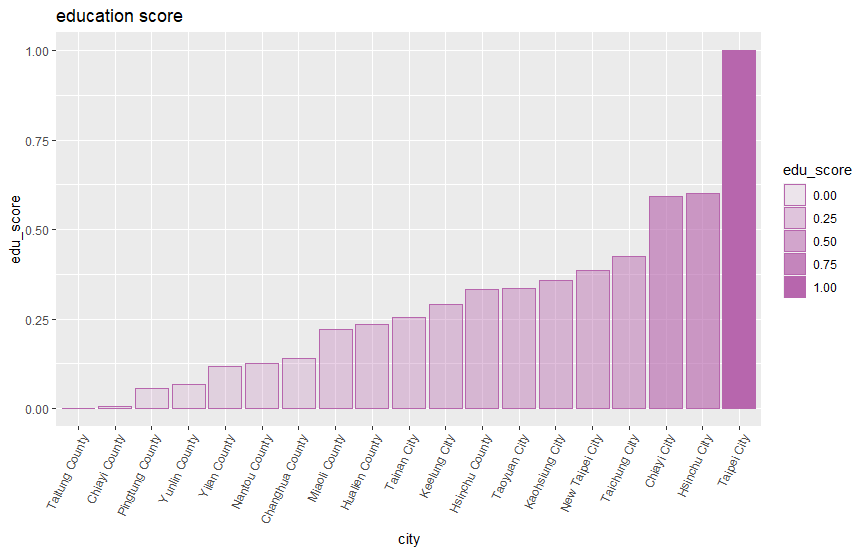 education score
edu_score
1.00
0.75
0.50
0.25
0.00
Taitung County
Chiayi County
Pingtung County
Yunlin County
Yilan County
Nantou County
Changhua County
Miaoli County
Hualien County
Tainan City
Keelung City
Hsinchu County
Taoyuan City
Kaohsiung City
New Taipei City
Taichung City
Chiayi City
Hsinchu City
Taipei City
city
edu_score
0.00
0.25
0.50
0.75
1.00